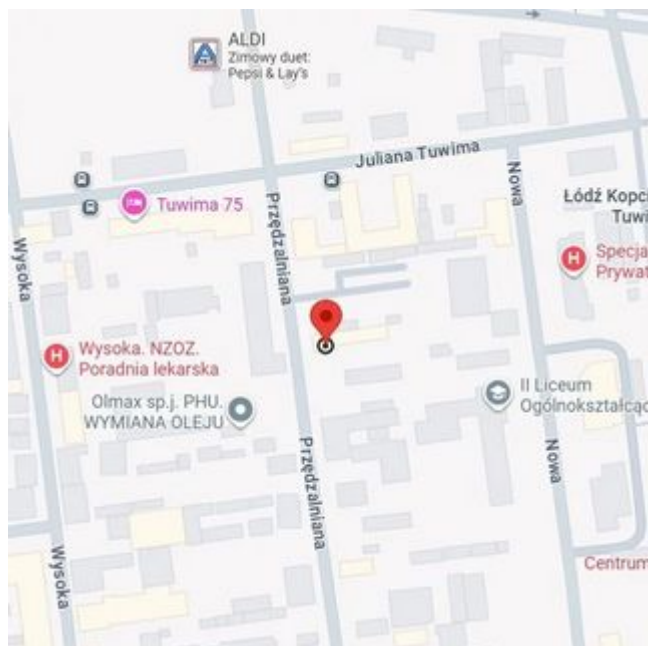 ALDI
Zimowy duet:
Pepsi & Lay's
Juliana Tuwima
Nowa
Tuwima 75
Przędzalniana
Wysoka
Łódź Kopci
Tuwi
Specja
Prywat
Wysoka. NZOZ.
Poradnia lekarska
Olmax sp.j. PHU.
WYMIANA OLEJU
II Liceum
Ogólnokształcąc
Przędzalniana
Nowa
Wysoka
Centrum